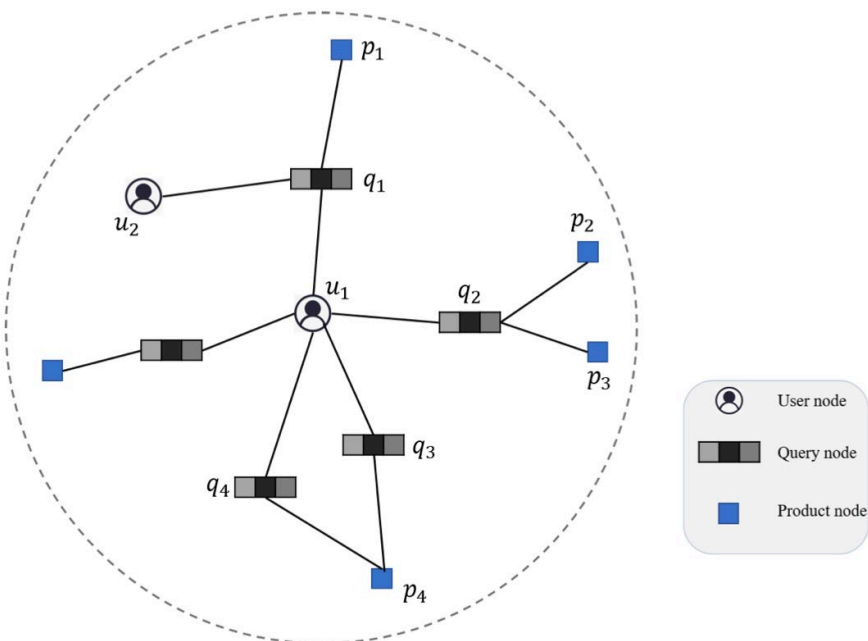 p₁
q₁
u₂
p₂
u₁
q₂
p₃
q₃
q₄
p₄
User node
Query node
Product node